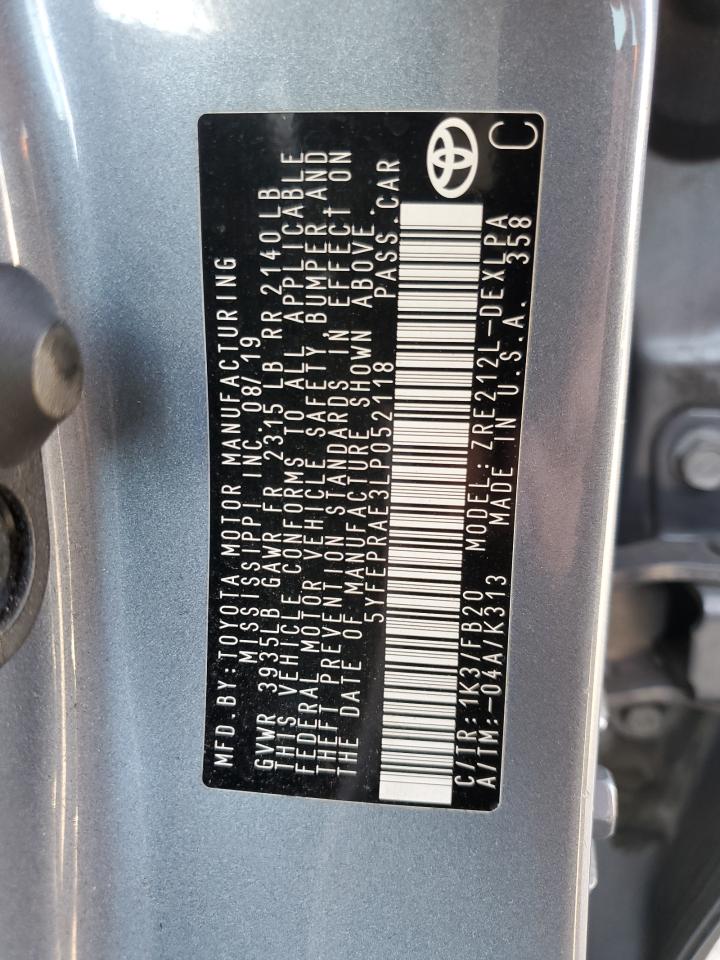 MFD.BY:TOYOTA MOTOR MANUFACTURING
MISSISSIPPI INC. 08/19
GVWR 3935LB GAWR FR 2315 LB RR 2140LB
THIS VEHICLE CONFORMS TO ALL APPLICABLE
FEDERAL MOTOR VEHICLE SAFETY, BUMPER, AND
THEFT PREVENTION STANDARDS IN EFFECT ON
THE DATE OF MANUFACTURE SHOWN ABOVE.
5YFEPRAE3LP052118 PASS.CAR
C/TR:1K3/FB20 MODEL:ZRE212L-DEXLPA
A/TM:-04A/K313 MADE IN U.S.A. 358
C